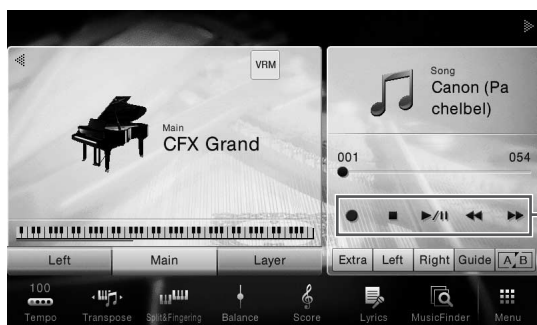 VRM
Main
CFX Grand
Song
Canon (Pa
chelbel)
001 054
Left Main Layer
Extra Left Right Guide A B
100
Tempo Transpose Split&Fingering Balance Score Lyrics MusicFinder Menu